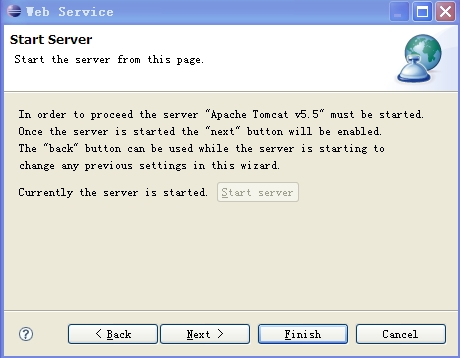 Web Service
Start Server
Start the server from this page.
In order to proceed the server "Apache Tomcat v5.5" must be started.
Once the server is started the "next" button will be enabled.
The "back" button can be used while the server is starting to
change any previous settings in this wizard.
Currently the server is started. Start server
? < Back Next > Finish Cancel